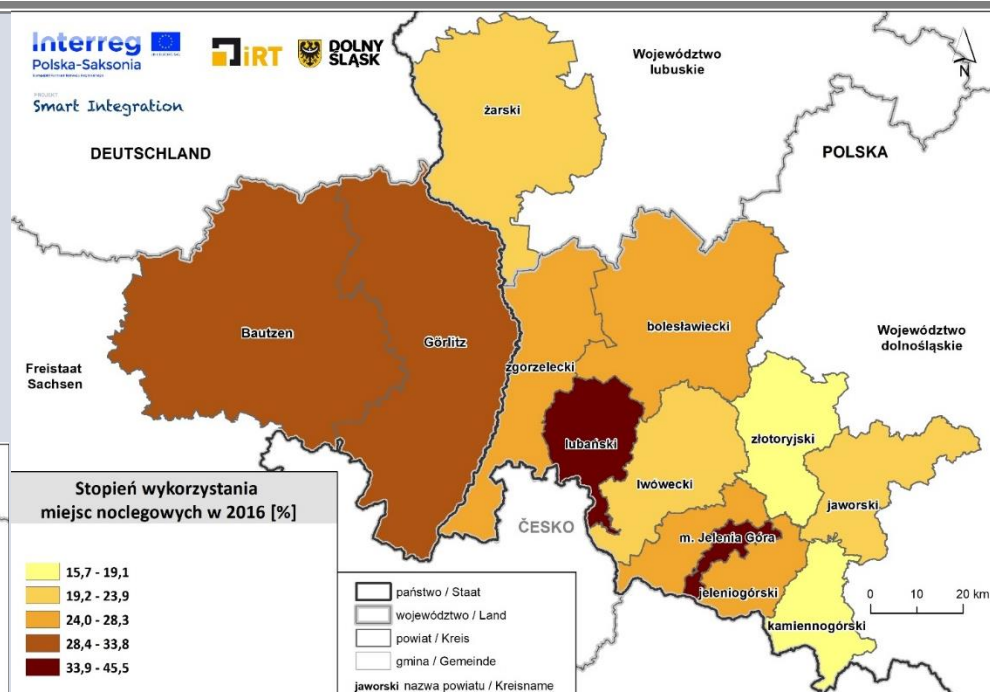 Interreg
Polska-Saksonia
PROJEKT
Smart Integration
iRT
DOLNY
ŚLĄSK
Województwo
lubuskie
N
żarski
DEUTSCHLAND
POLSKA
Bautzen
Görlitz
bolesławiecki
zgorzelecki
Województwo
dolnośląskie
Freistaat
Sachsen
lubański
złotoryjski
lwówecki
jaworski
ČESKO
m. Jelenia Góra
jeleniogórski
kamiennogórski
0 10 20 km
Stopień wykorzystania
miejsc noclegowych w 2016 [%]
15,7 - 19,1
19,2 - 23,9
24,0 - 28,3
28,4 - 33,8
33,9 - 45,5
państwo / Staat
województwo / Land
powiat / Kreis
gmina / Gemeinde
jaworski nazwa powiatu / Kreisname